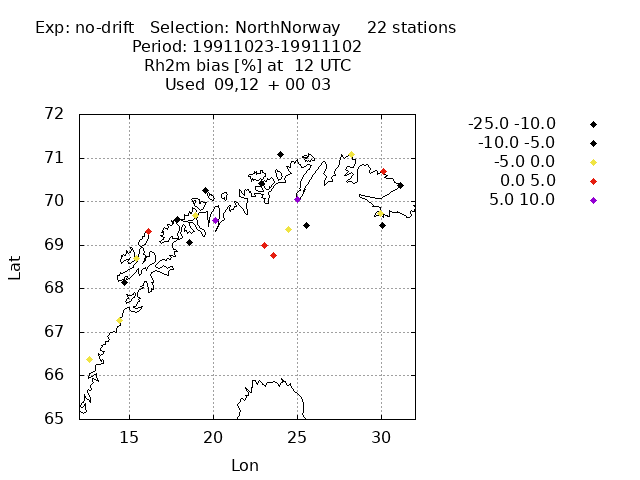 Exp: no-drift Selection: NorthNorway 22 stations
Period: 19911023-19911102
Rh2m bias [%] at 12 UTC
Used 09,12 + 00 03
72
71
70
69
68
67
66
65
15 20 25 30
Lat
Lon
-25.0 -10.0
-10.0 -5.0
-5.0 0.0
0.0 5.0
5.0 10.0